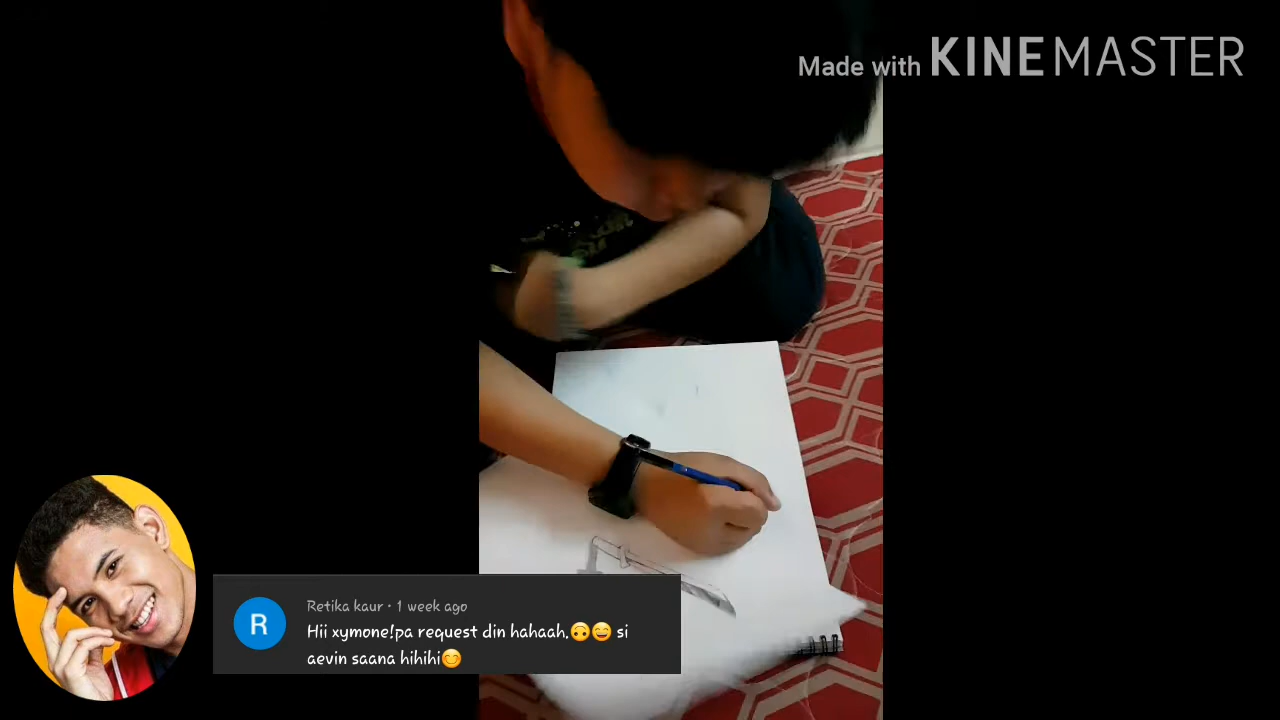 Made with KINEMASTER
Retika kaur • 1 week ago
R
Hii xymone!pa request din hahaah.🙃😄 si
aevin saana hihihi😊